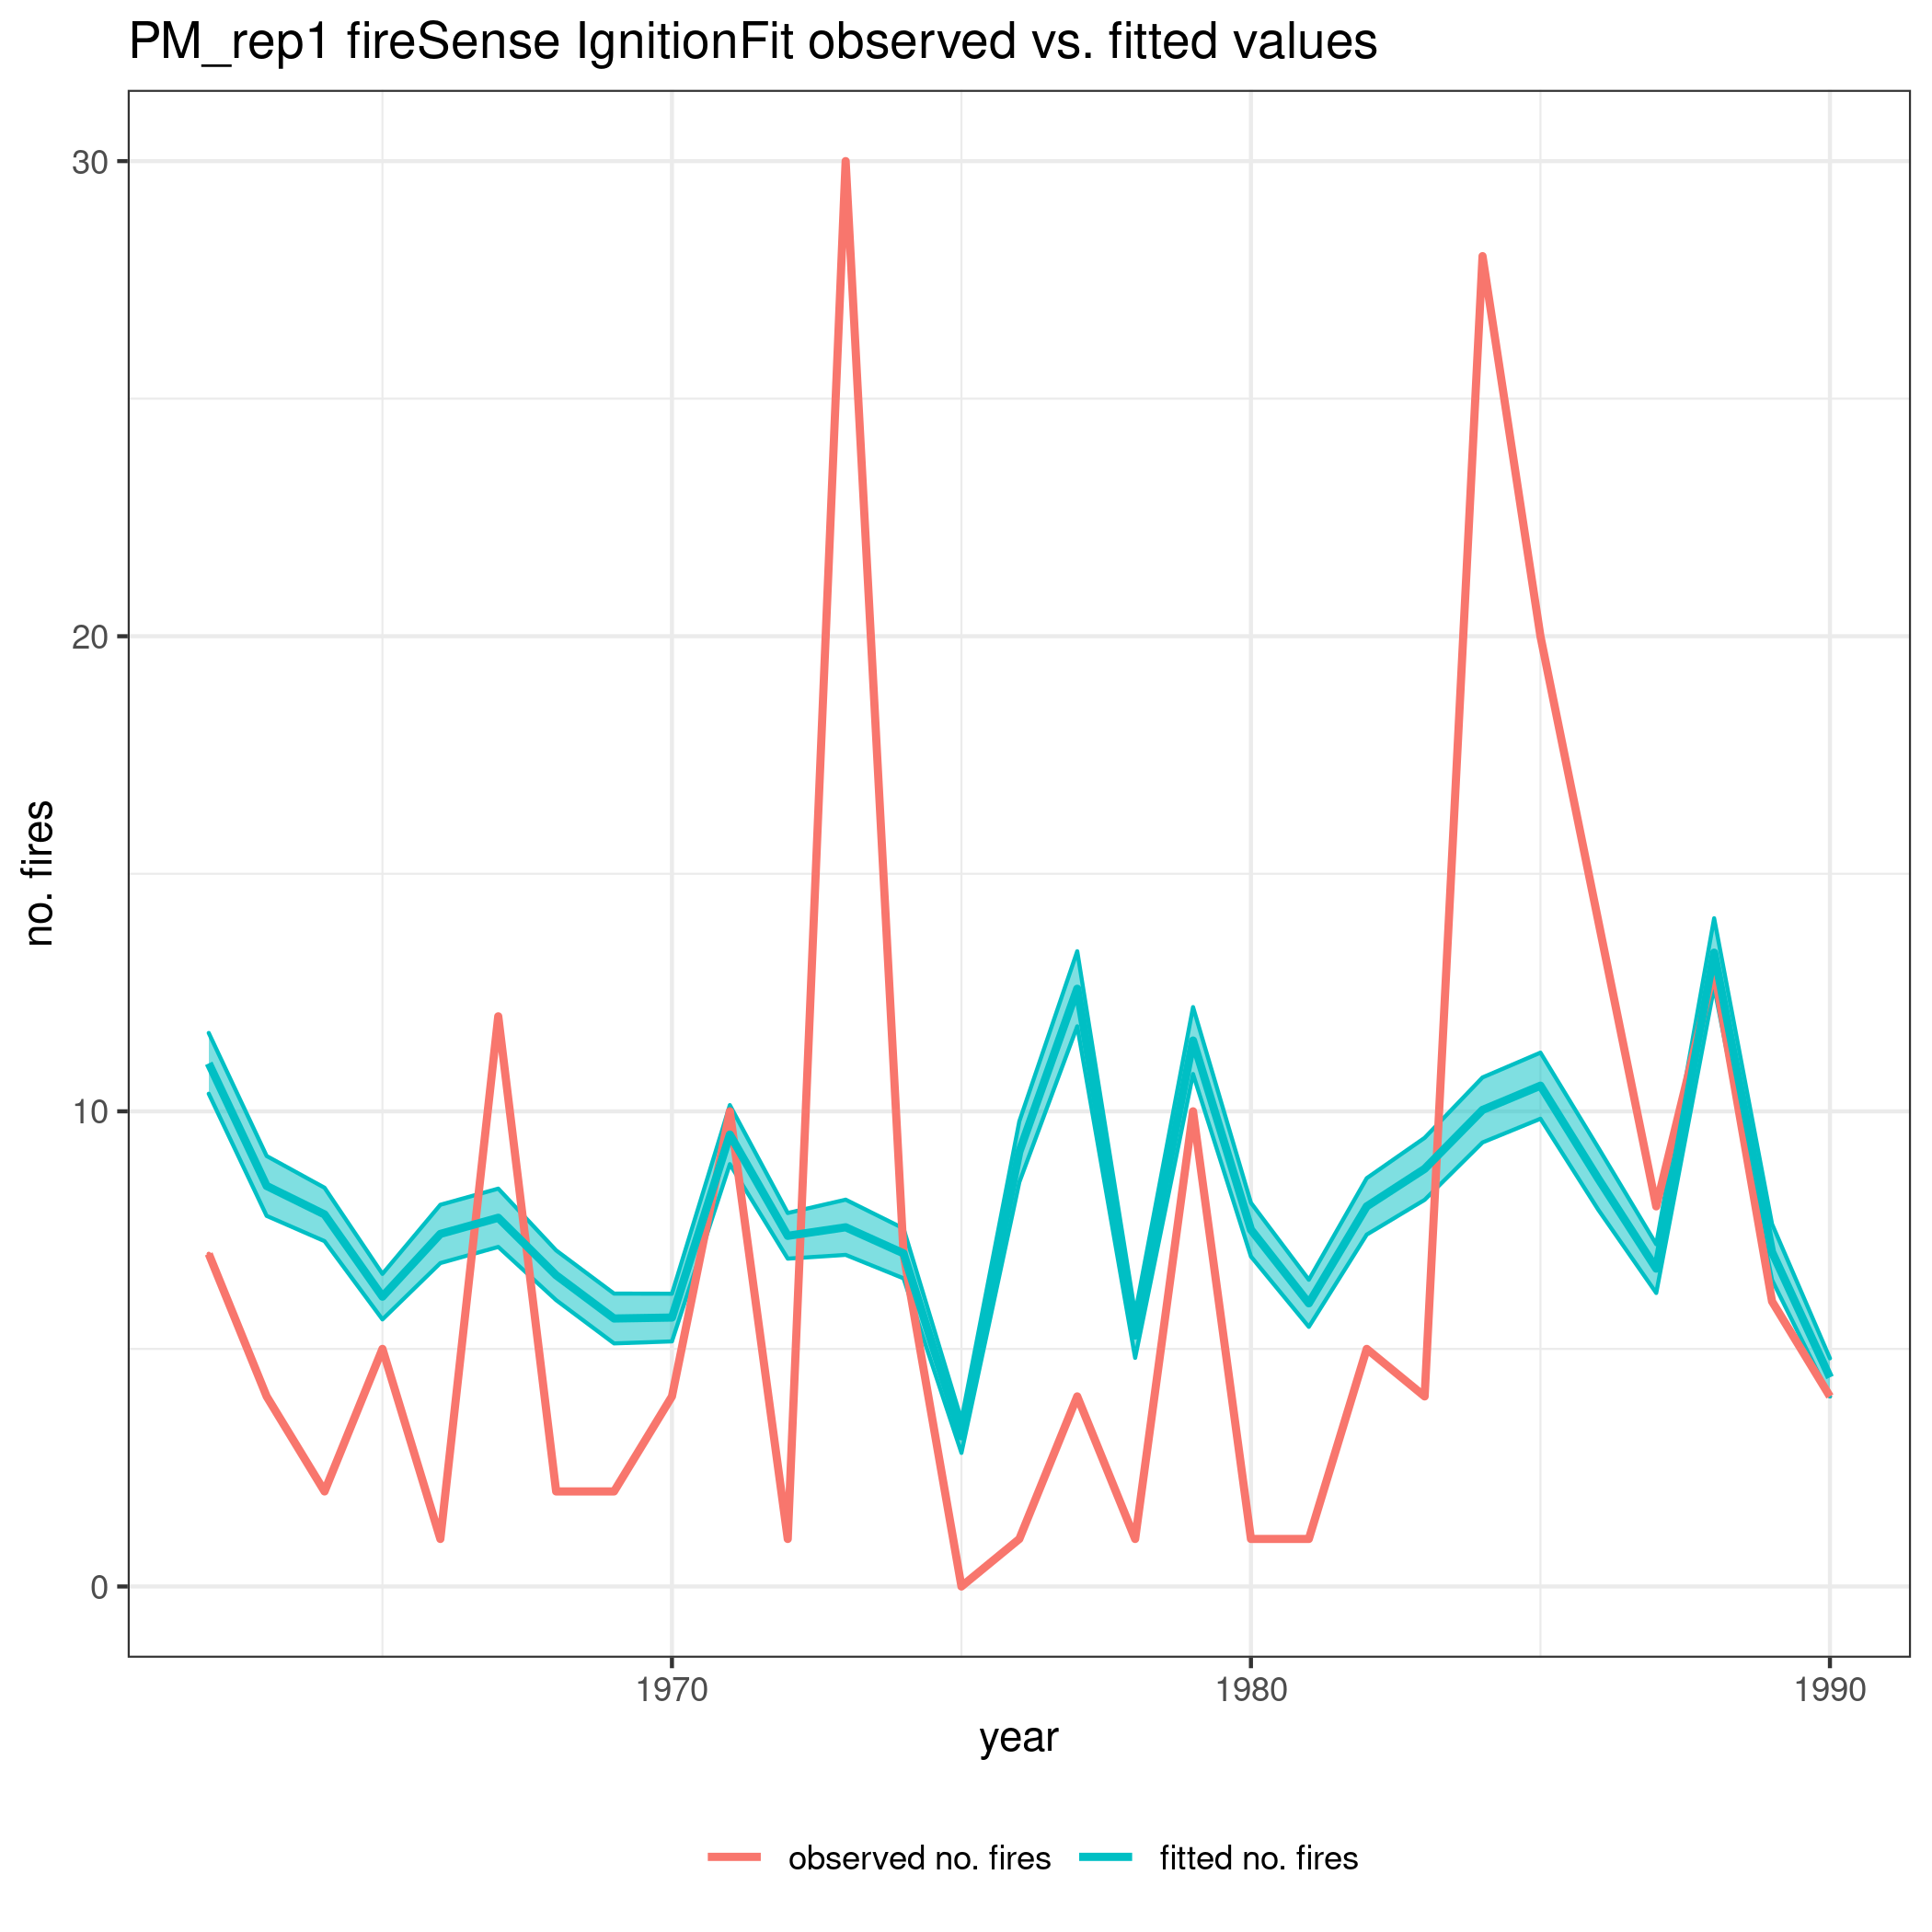 PM_rep1 fireSense IgnitionFit observed vs. fitted values
30
20
10
0
no. fires
1970 1980 1990
year
observed no. fires fitted no. fires